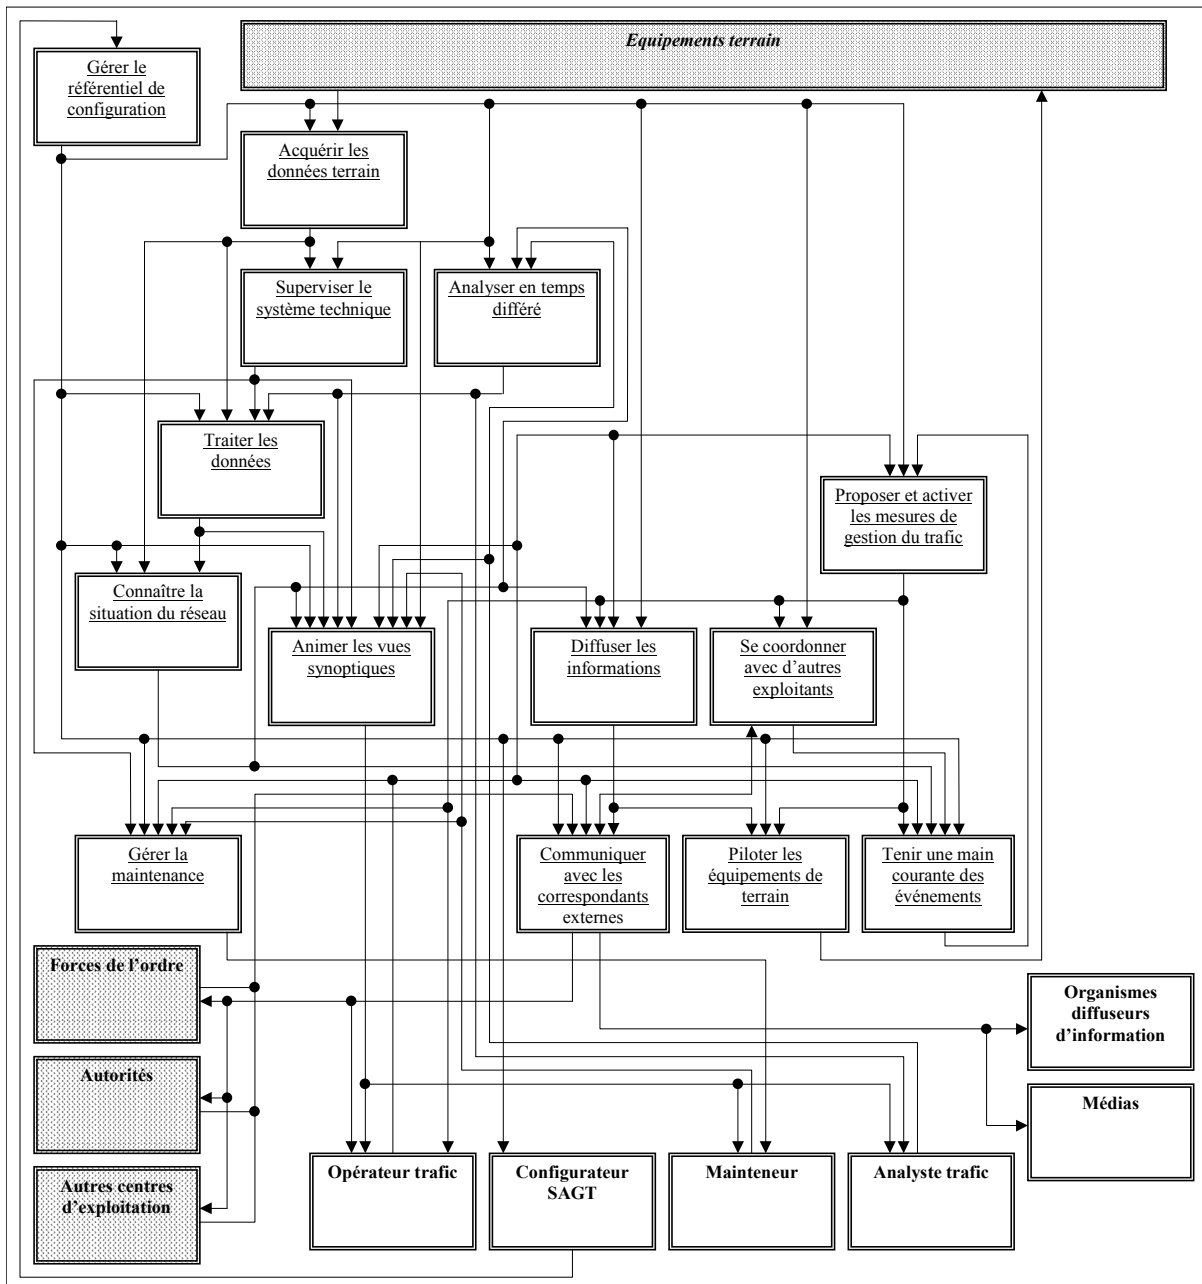 Equipements terrain
Gérer le
référentiel de
configuration
Acquérir les
données terrain
Superviser le
système technique
Analyser en temps
différé
Traiter les
données
Proposer et activer
les mesures de
gestion du trafic
Connaître la
situation du réseau
Animer les vues
synoptiques
Diffuser les
informations
Se coordonner
avec d’autres
exploitants
Gérer la
maintenance
Communiquer
avec les
correspondants
externes
Piloter les
équipements de
terrain
Tenir une main
courante des
événements
Forces de l’ordre
Organismes
diffuseurs
d’information
Autorités
Médias
Autres centres
d’exploitation
Opérateur trafic
Configurateur
SAGT
Mainteneur
Analyste trafic